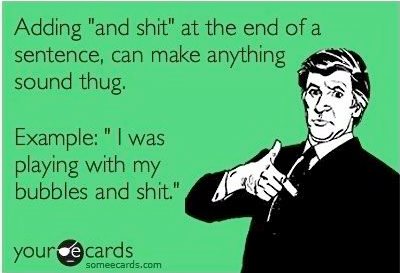 Adding "and shit" at the end of a
sentence, can make anything
sound thug.
Example: " I was
playing with my
bubbles and shit."
your e cards
someecards.com